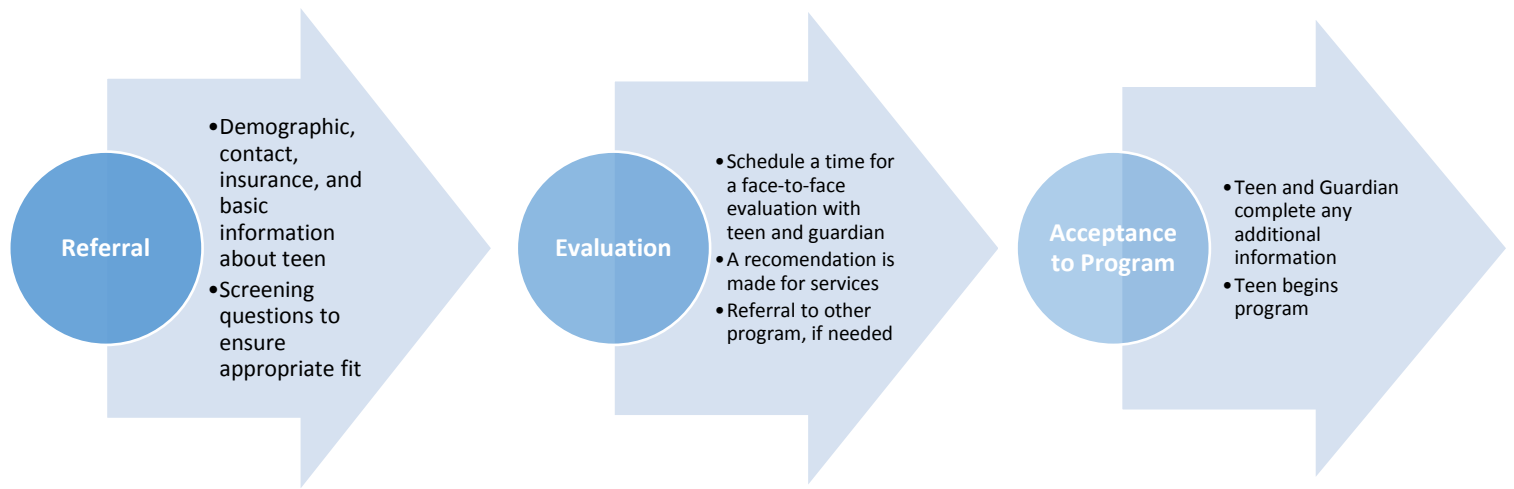 Referral
•Demographic,
contact,
insurance, and
basic
information
about teen
•Screening
questions to
ensure
appropriate fit
Evaluation
•Schedule a time for
a face-to-face
evaluation with
teen and guardian
•A recomendation is
made for services
•Referral to other
program, if needed
Acceptance
to Program
•Teen and Guardian
complete any
additional
information
•Teen begins
program